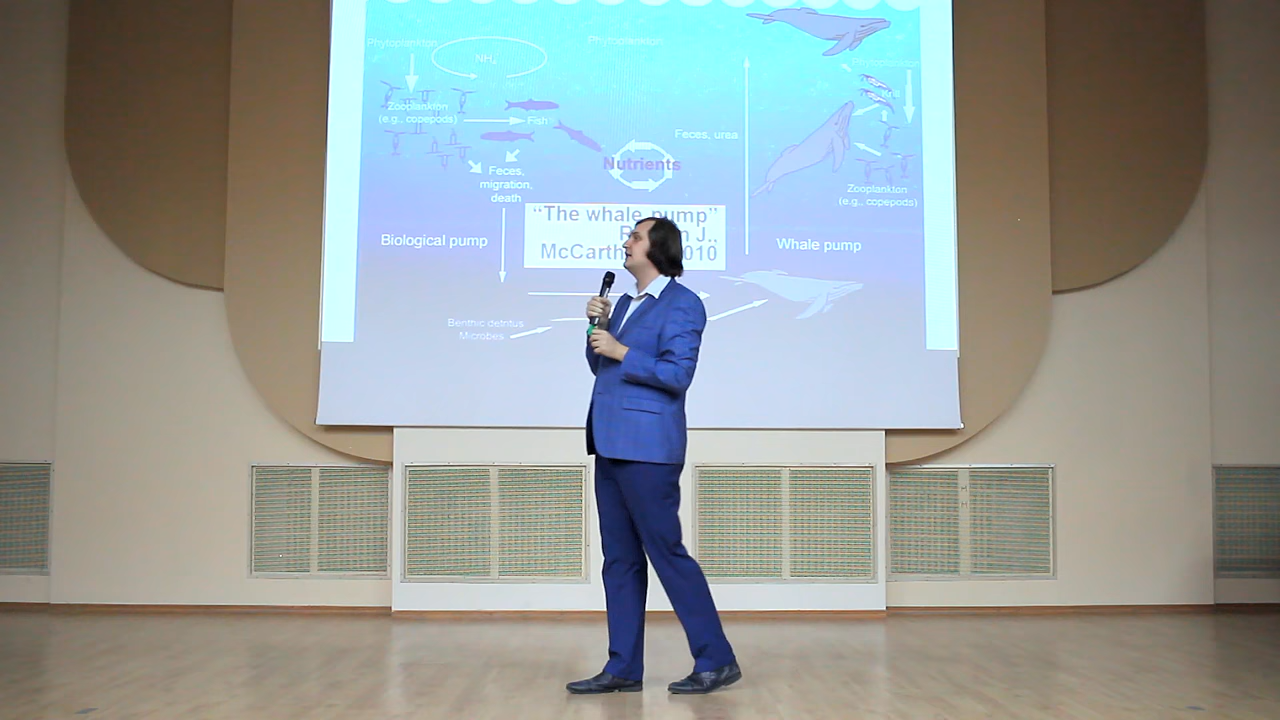 Phytoplankton
NH4
Zooplankton
(e.g., copepods)
Fish
Feces,
migration,
death
Biological pump
Benthic detritus
Microbes
Phytoplankton
Nutrients
"The whale pump"
J.,
Feces, urea
Phytoplankton
Krill
Zooplankton
(e.g., copepods)
Whale pump